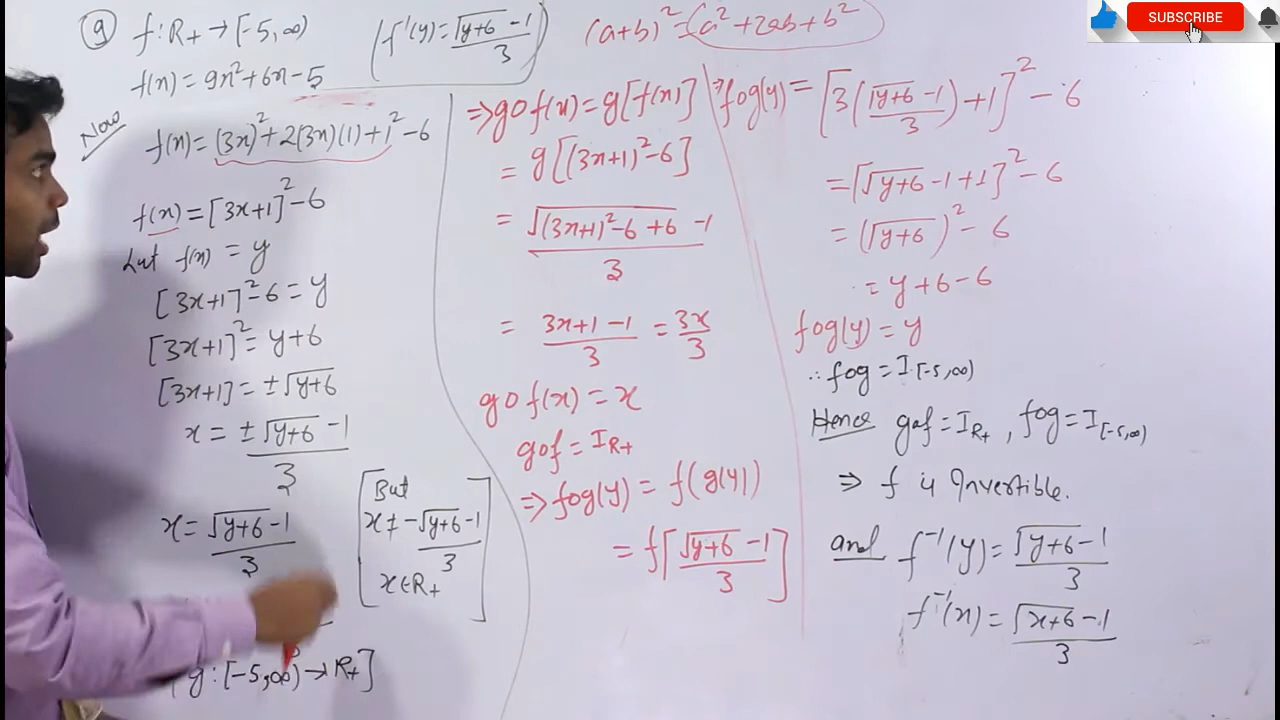 ⑨ f: R₊ → [-5, ∞)
f(x) = 9x² + 6x - 5
(f⁻¹(y) = (√(y+6) - 1)/3)
(a+b)² = a² + 2ab + b²
SUBSCRIBE
Now
f(x) = (3x)² + 2(3x)(1) + 1² - 6
f(x) = [3x+1]² - 6
Let f(x) = y
[3x+1]² - 6 = y
[3x+1]² = y+6
[3x+1] = ±√(y+6)
x = (±√(y+6) - 1)/3
x = (√(y+6) - 1)/3
[But
x ≠ (-√(y+6) - 1)/3
x ∈ R₊]
g: [-5, ∞) → R₊]
⇒ gof(x) = g[f(x)]
= g[(3x+1)² - 6]
= (√((3x+1)² - 6 + 6) - 1)/3
= (3x+1-1)/3 = 3x/3
gof(x) = x
gof = I_R₊
⇒ fog(y) = f(g(y))
= f[(√(y+6) - 1)/3]
⇒ fog(y) = [3((√(y+6) - 1)/3) + 1]² - 6
= [√(y+6) - 1 + 1]² - 6
= (√(y+6))² - 6
= y + 6 - 6
fog(y) = y
∴ fog = I_[-5, ∞)
Hence gof = I_R₊, fog = I_[-5, ∞)
⇒ f is Invertible.
and f⁻¹(y) = (√(y+6) - 1)/3
f⁻¹(x) = (√(x+6) - 1)/3